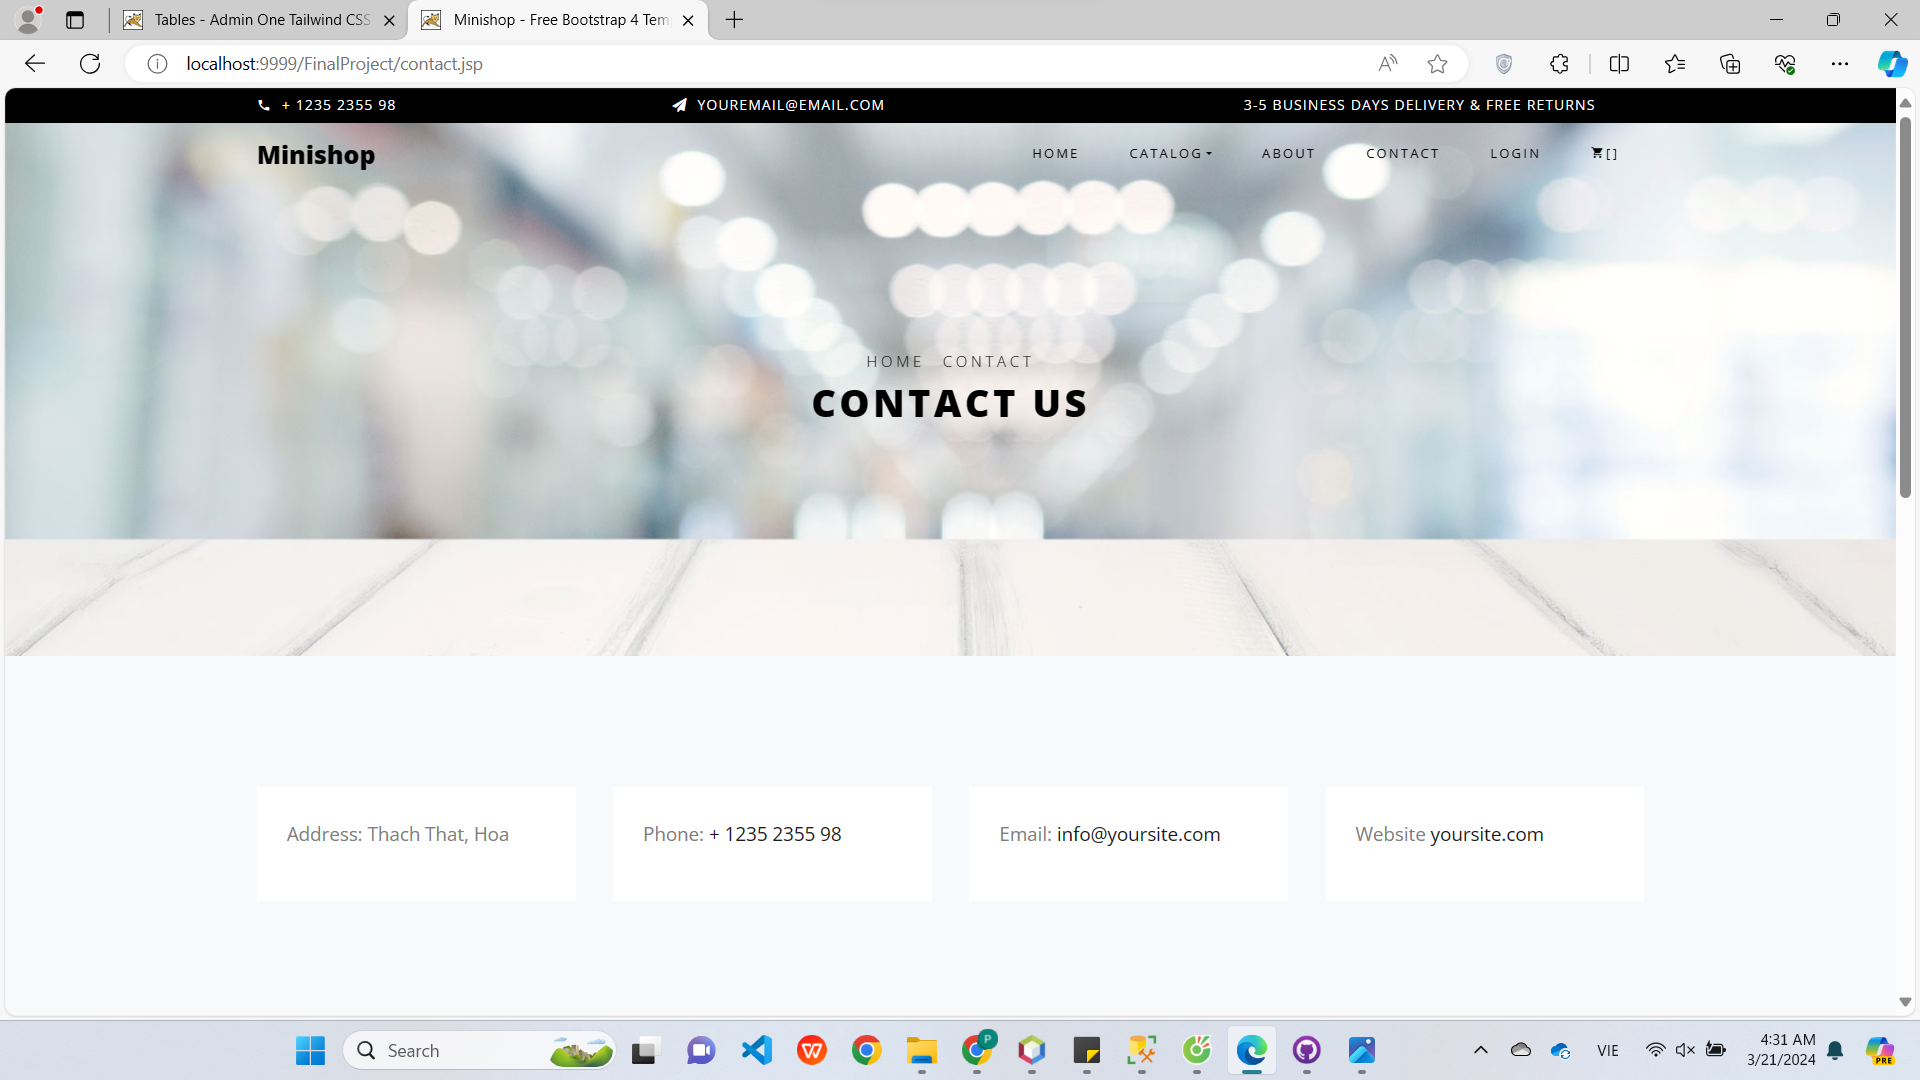 Tables - Admin One Tailwind CSS
Minishop - Free Bootstrap 4 Tem
localhost:9999/FinalProject/contact.jsp
+ 1235 2355 98
YOUREMAIL@EMAIL.COM
3-5 BUSINESS DAYS DELIVERY & FREE RETURNS
Minishop
HOME
CATALOG
ABOUT
CONTACT
LOGIN
[]
HOME CONTACT
CONTACT US
Address: Thach That, Hoa
Phone: + 1235 2355 98
Email: info@yoursite.com
Website yoursite.com
Search
P
VIE
4:31 AM
3/21/2024
PRE